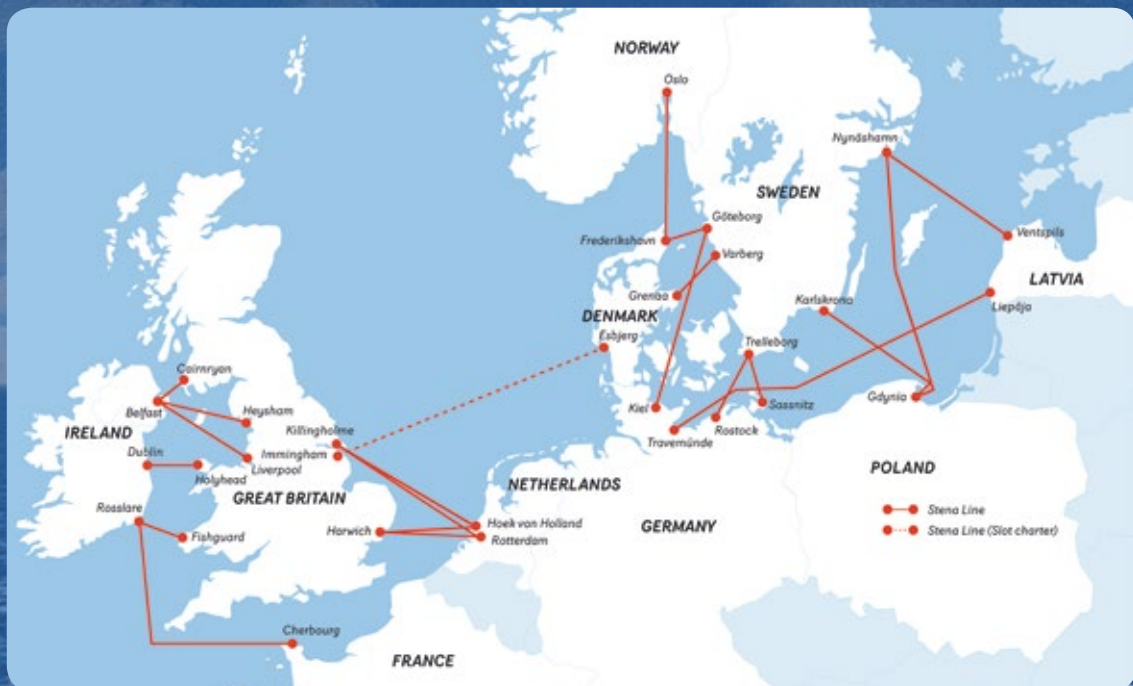 NORWAY
Oslo
Nynäshamn
SWEDEN
Göteborg
Frederikshavn
Varberg
Ventspils
LATVIA
Grenaa
Karlskrona
Liepāja
DENMARK
Esbjerg
Trelleborg
Cairnryan
Belfast
Heysham
Kiel
Sassnitz
Gdynia
Rostock
IRELAND
Killingholme
Travemünde
Dublin
Immingham
Liverpool
Holyhead
POLAND
GREAT BRITAIN
NETHERLANDS
Rosslare
Stena Line
Hoek van Holland
GERMANY
Harwich
Stena Line (Slot charter)
Fishguard
Rotterdam
Cherbourg
FRANCE